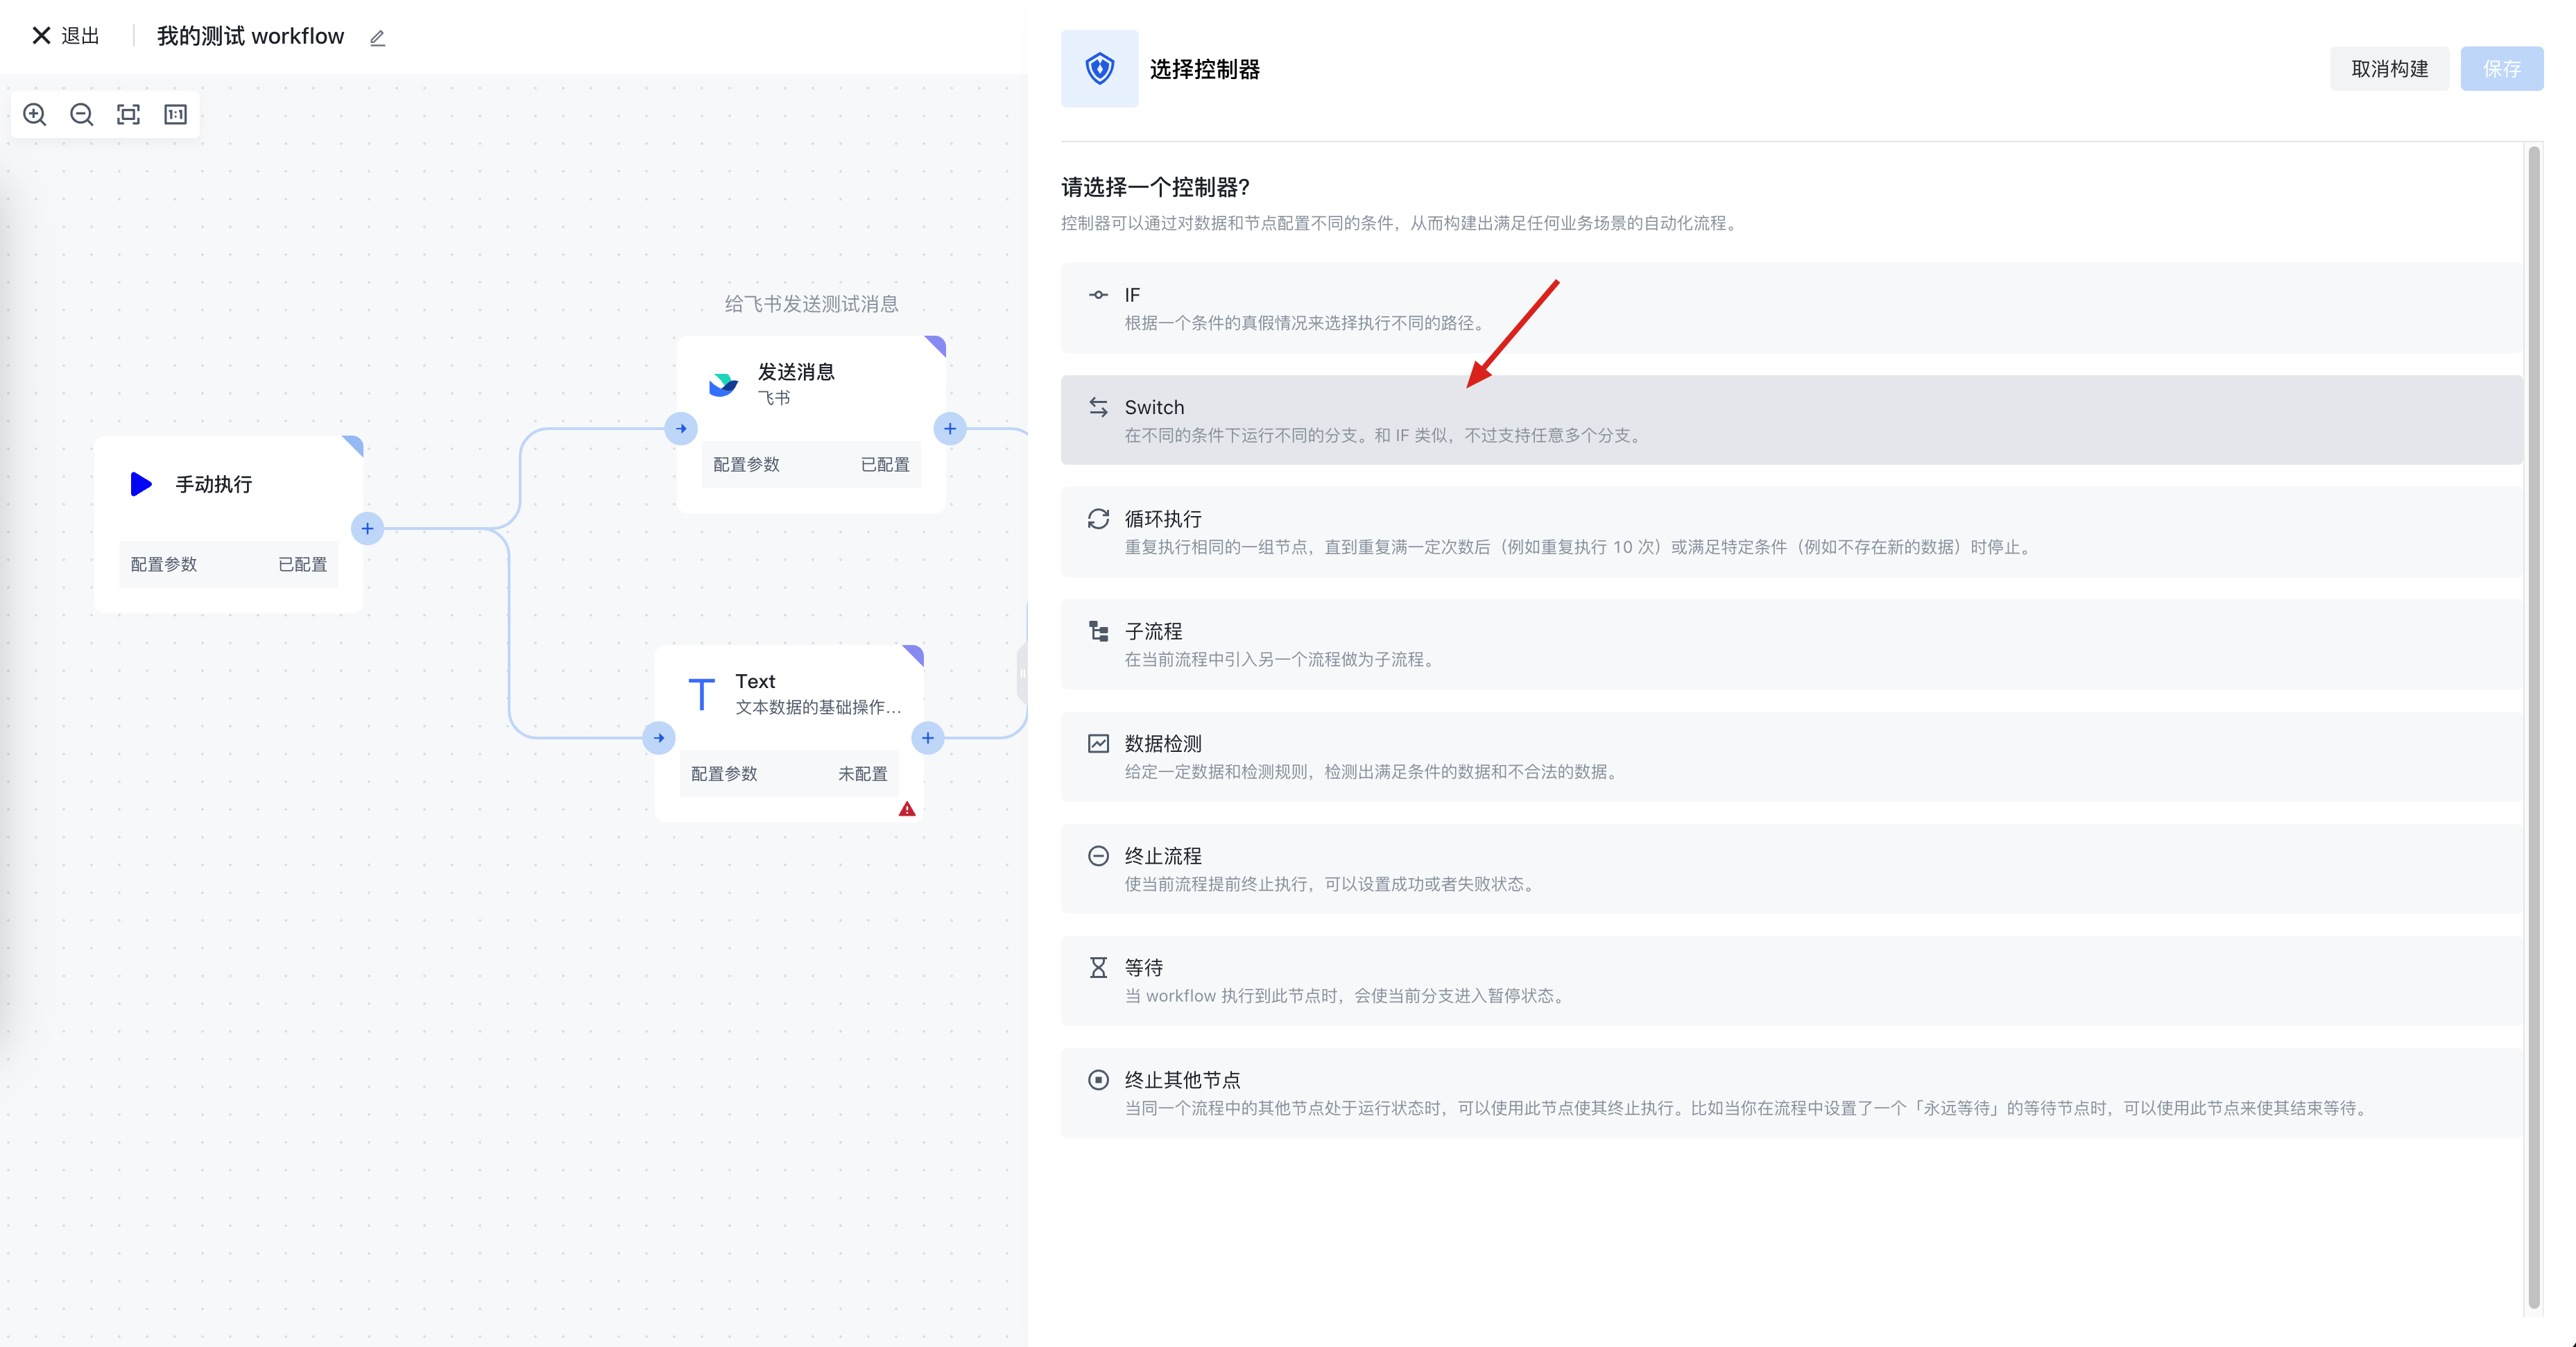 退出
我的测试 workflow
1:1
给飞书发送测试消息
发送消息
飞书
配置参数 已配置
手动执行
配置参数 已配置
Text
文本数据的基础操作...
配置参数 未配置
选择控制器
取消构建
保存
请选择一个控制器?
控制器可以通过对数据和节点配置不同的条件，从而构建出满足任何业务场景的自动化流程。
IF
根据一个条件的真假情况来选择执行不同的路径。
Switch
在不同的条件下运行不同的分支。和 IF 类似，不过支持任意多个分支。
循环执行
重复执行相同的一组节点，直到重复满一定次数后（例如重复执行 10 次）或满足特定条件（例如不存在新的数据）时停止。
子流程
在当前流程中引入另一个流程做为子流程。
数据检测
给定一定数据和检测规则，检测出满足条件的数据和不合法的数据。
终止流程
使当前流程提前终止执行，可以设置成功或者失败状态。
等待
当 workflow 执行到此节点时，会使当前分支进入暂停状态。
终止其他节点
当同一个流程中的其他节点处于运行状态时，可以使用此节点使其终止执行。比如当你在流程中设置了一个「永远等待」的等待节点时，可以使用此节点来使其结束等待。